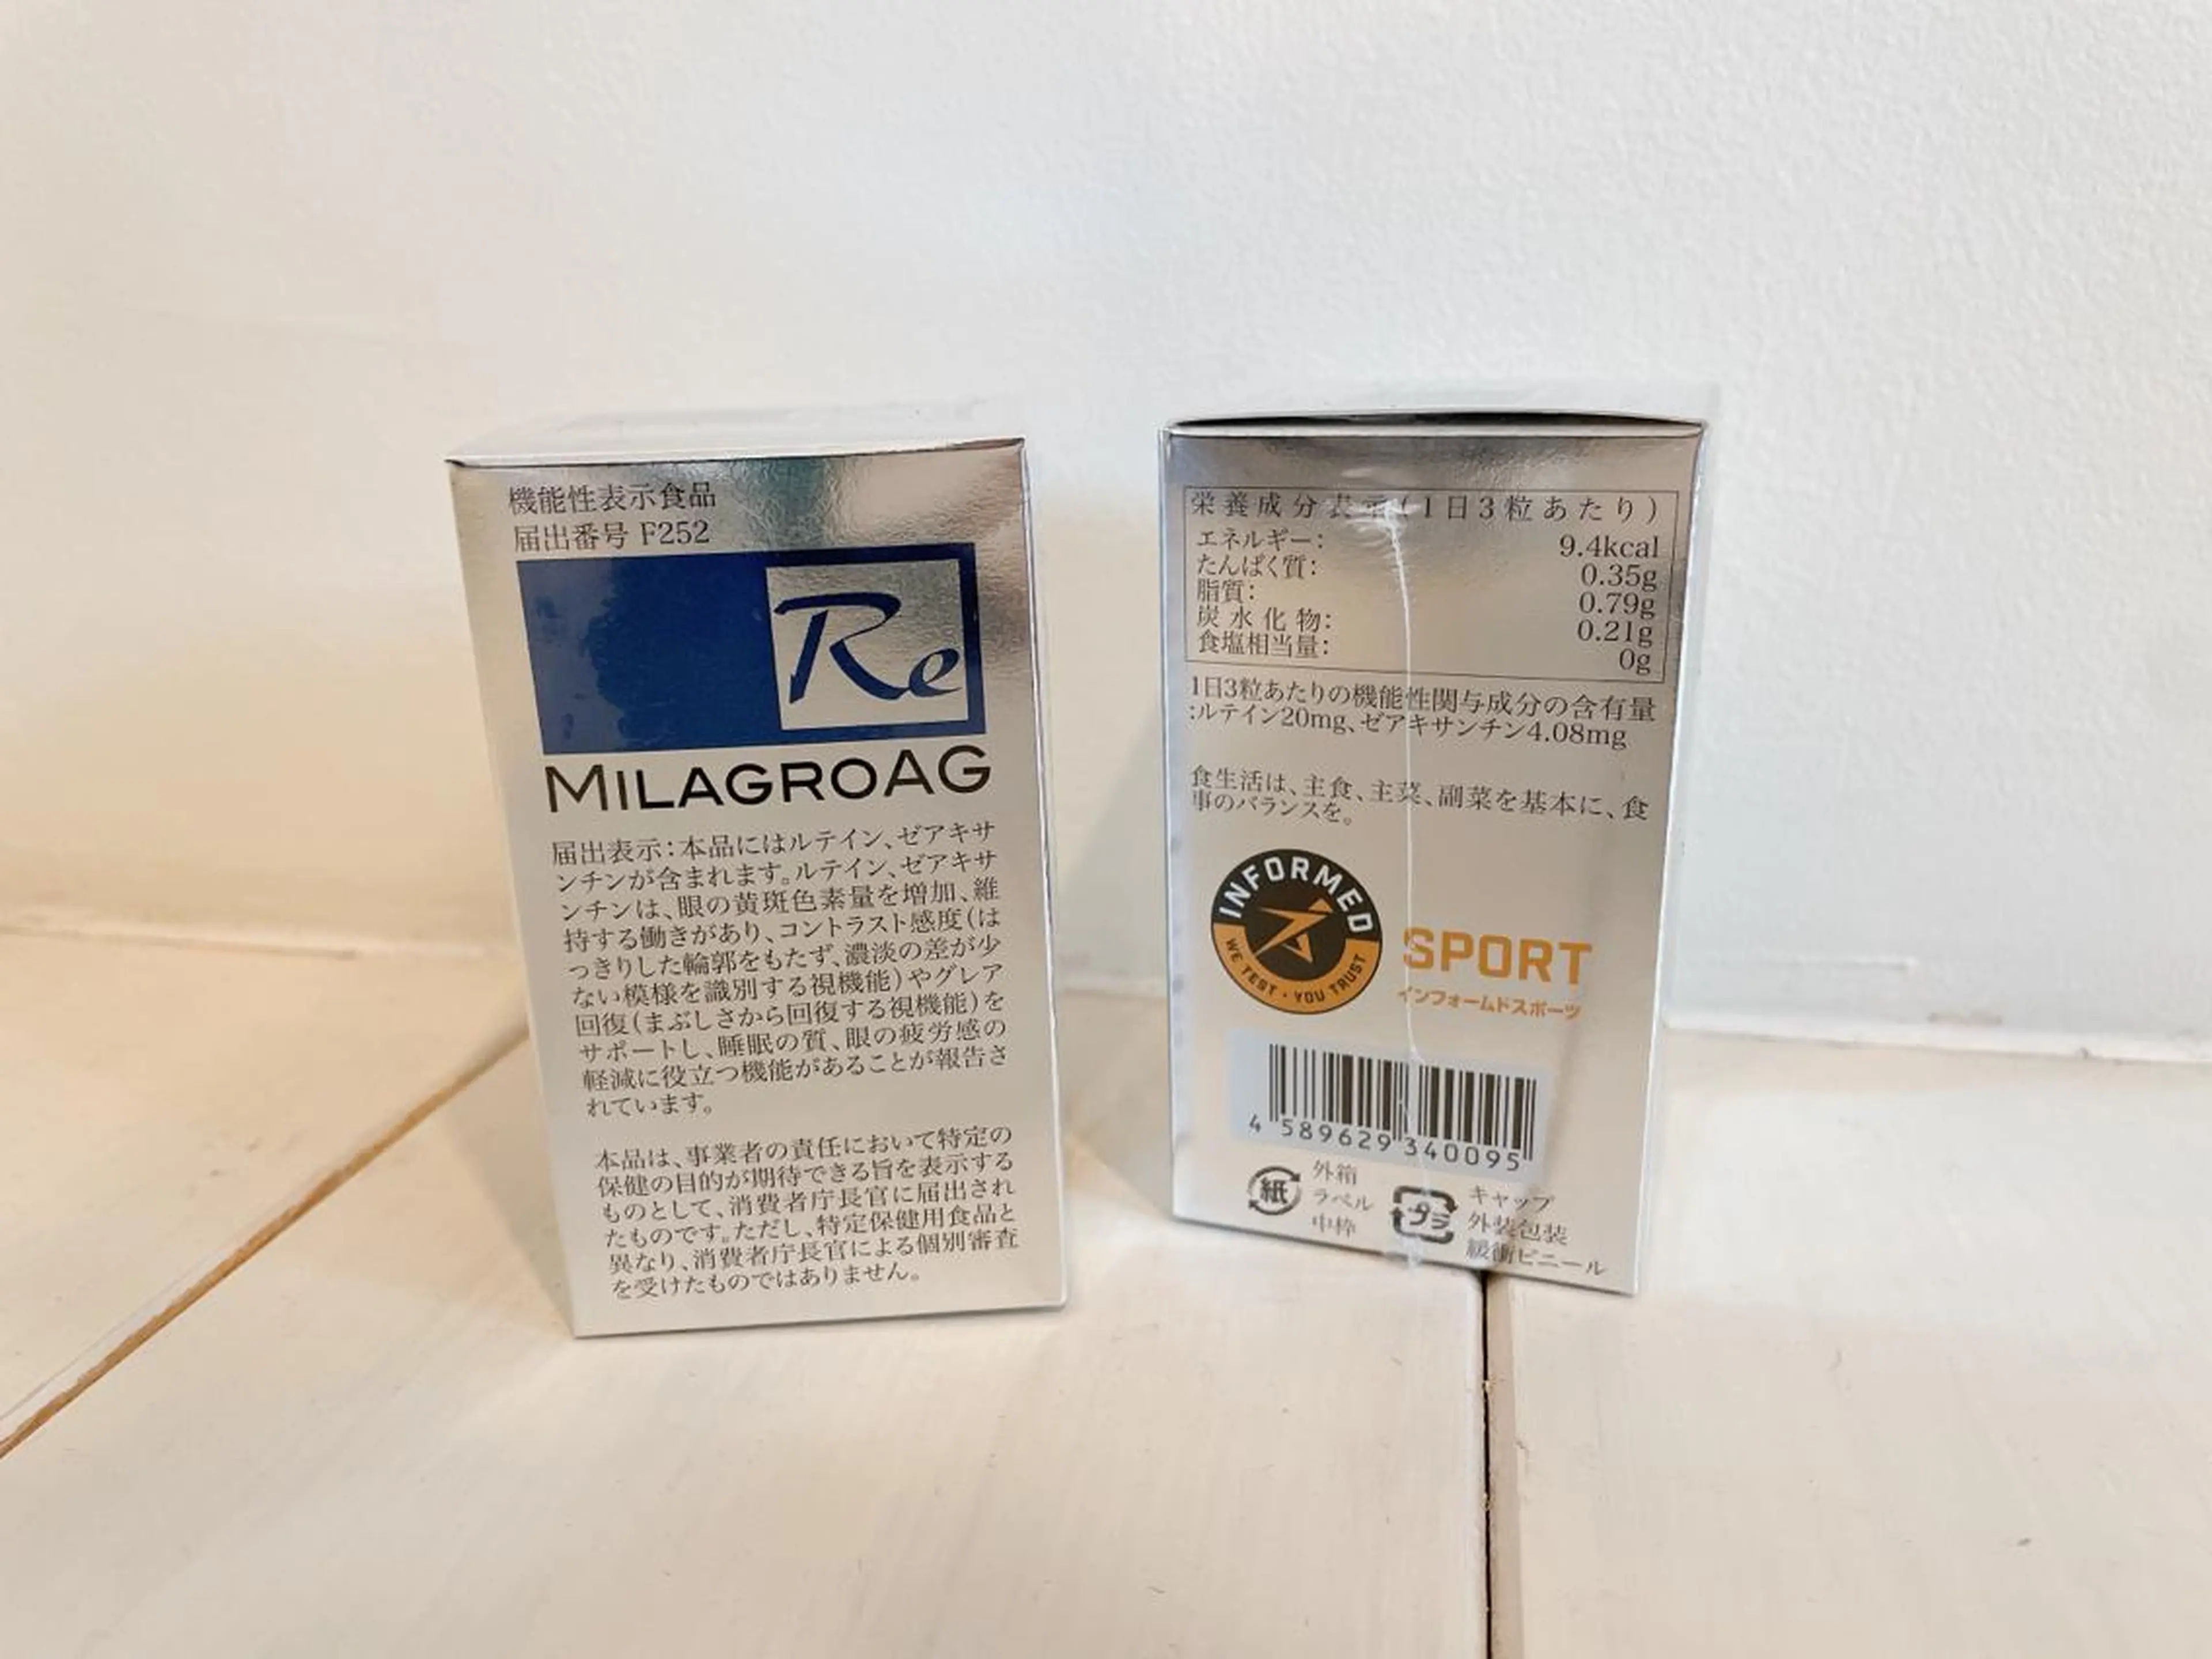 機能性表示食品
届出番号 F252
Re
MILAGROAG
届出表示：本品にはルテイン、ゼアキサ
ンチンが含まれます。ルテイン、ゼアキサ
ンチンは、眼の黄斑色素量を増加、維
持する働きがあり、コントラスト感度（は
っきりした輪郭をもたず、濃淡の差が少
ない模様を識別する視機能）やグレア
回復（まぶしさから回復する視機能）を
サポートし、睡眠の質、眼の疲労感の
軽減に役立つ機能があることが報告さ
れています。
本品は、事業者の責任において特定の
保健の目的が期待できる旨を表示する
ものとして、消費者庁長官に届出され
たものです。ただし、特定保健用食品と
異なり、消費者庁長官による個別審査
を受けたものではありません。
栄養成分表示（1日3粒あたり）
エネルギー： 9.4kcal
たんぱく質： 0.35g
脂質： 0.79g
炭水化物： 0.21g
食塩相当量： 0g
1日3粒あたりの機能性関与成分の含有量
:ルテイン20mg、ゼアキサンチン4.08mg
食生活は、主食、主菜、副菜を基本に、食
事のバランスを。
INFORMED
WE TEST · YOU TRUST
SPORT
インフォームドスポーツ
4 589629 340095
紙
外箱
ラベル
中枠
プラ
キャップ
外装包装
緩衝ビニール